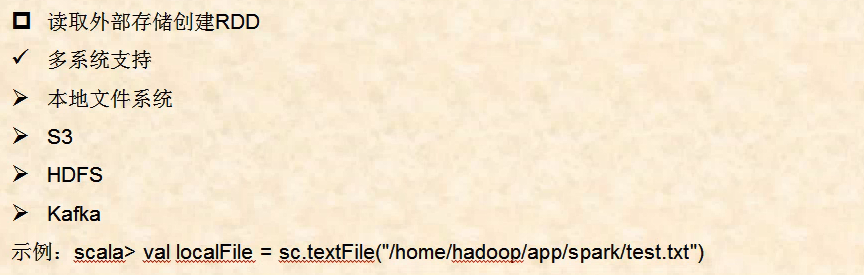 读取外部存储创建RDD
多系统支持
本地文件系统
S3
HDFS
Kafka
示例：scala> val localFile = sc.textFile("/home/hadoop/app/spark/test.txt")